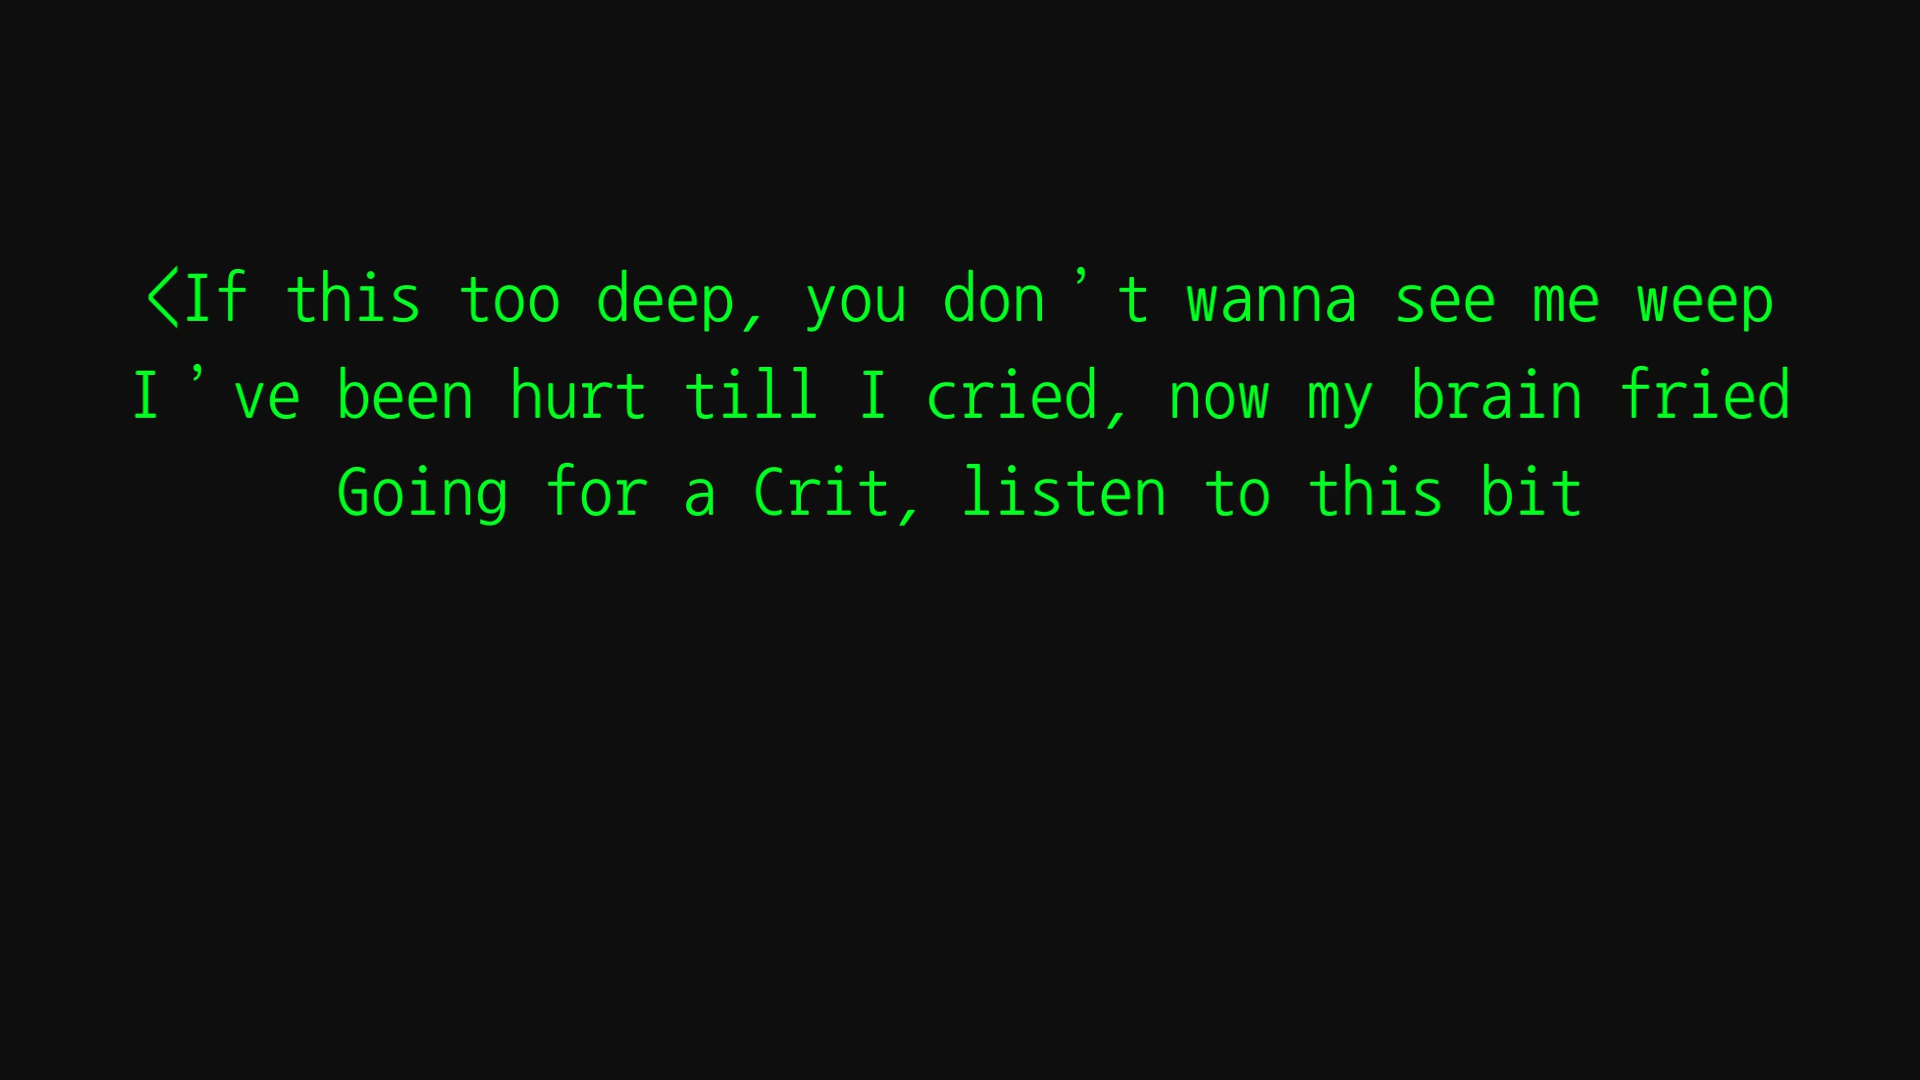 <If this too deep, you don’t wanna see me weep
I’ve been hurt till I cried, now my brain fried
Going for a Crit, listen to this bit